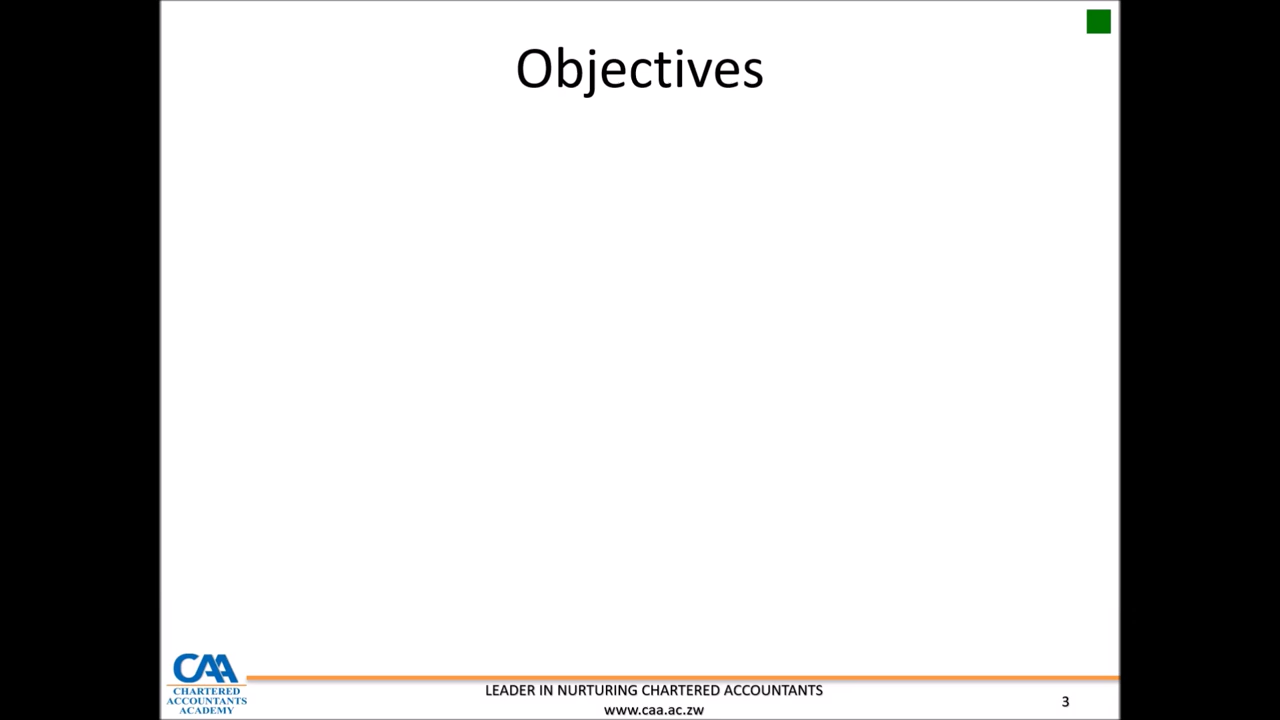 Objectives
CAA
CHARTERED
ACCOUNTANTS
ACADEMY
LEADER IN NURTURING CHARTERED ACCOUNTANTS
www.caa.ac.zw
3